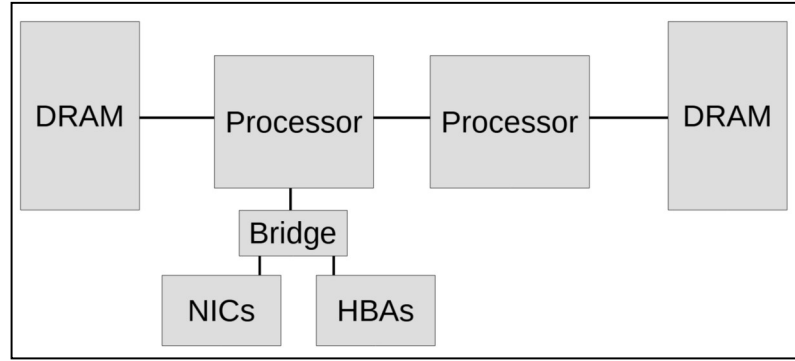 DRAM
Processor
Processor
DRAM
Bridge
NICs
HBAs